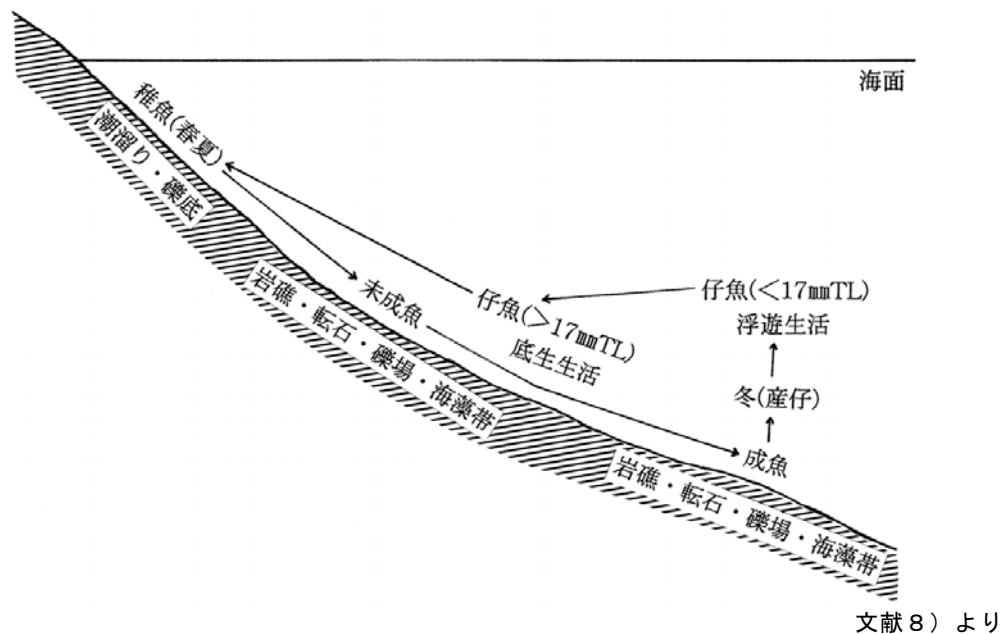 海面
稚魚(春夏)
潮溜り・礫底
未成魚
仔魚(>17㎜TL)
底生生活
仔魚(<17㎜TL)
浮遊生活
冬(産仔)
成魚
岩礁・転石・礫場・海藻帯
岩礁・転石・礫場・海藻帯
文献8）より